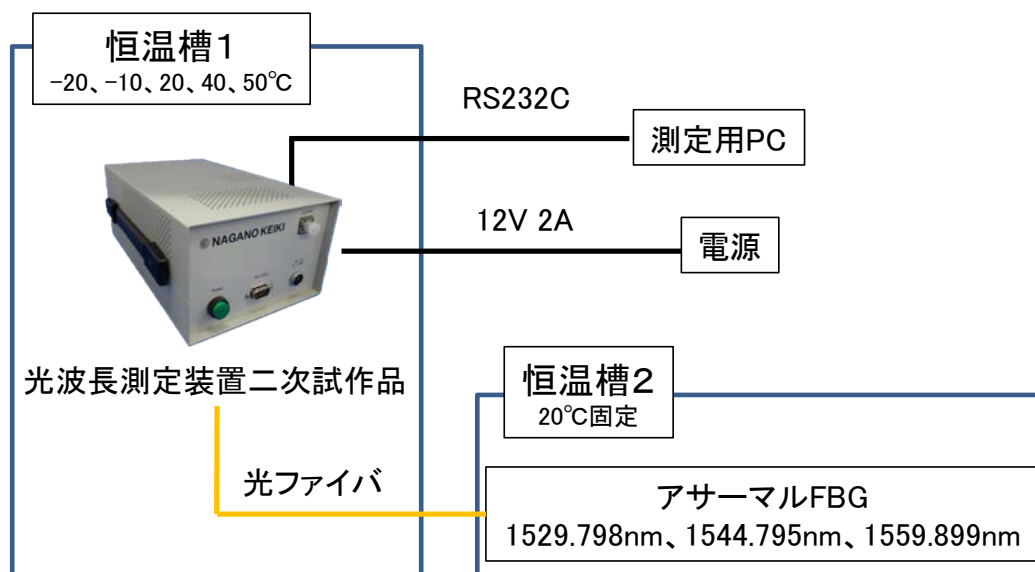 恒温槽1
-20、-10、20、40、50℃
RS232C
測定用PC
NAGANO KEIKI
12V 2A
電源
光波長測定装置二次試作品
恒温槽2
20℃固定
光ファイバ
アサーマルFBG
1529.798nm、1544.795nm、1559.899nm